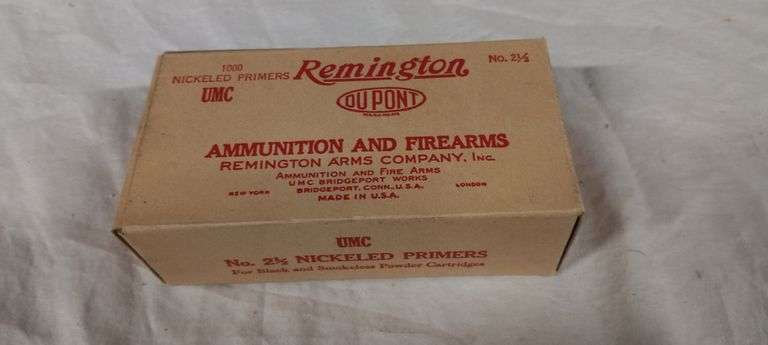 1000
NICKELED PRIMERS
UMC
Remington
No. 2½
DU PONT
AMMUNITION AND FIREARMS
REMINGTON ARMS COMPANY, INC.
AMMUNITION AND FIRE ARMS
UMC BRIDGEPORT WORKS
NEW YORK BRIDGEPORT, CONN., U.S.A. LONDON
MADE IN U.S.A.
UMC
No. 2½ NICKELED PRIMERS
For Black and Smokeless Powder Cartridges